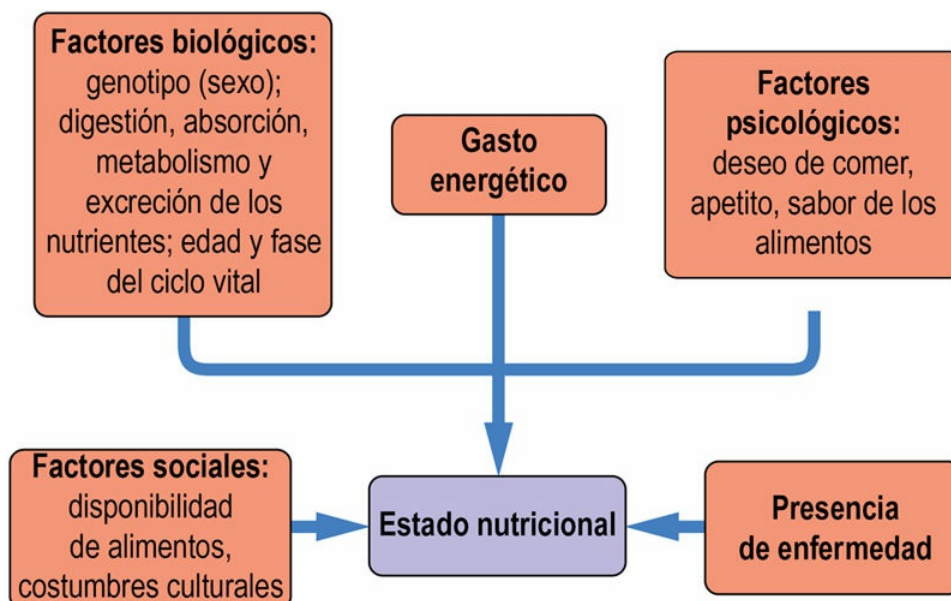 Factores biológicos:
genotipo (sexo);
digestión, absorción,
metabolismo y
excreción de los
nutrientes; edad y fase
del ciclo vital
Gasto
energético
Factores
psicológicos:
deseo de comer,
apetito, sabor de los
alimentos
Factores sociales:
disponibilidad
de alimentos,
costumbres culturales
Estado nutricional
Presencia
de enfermedad